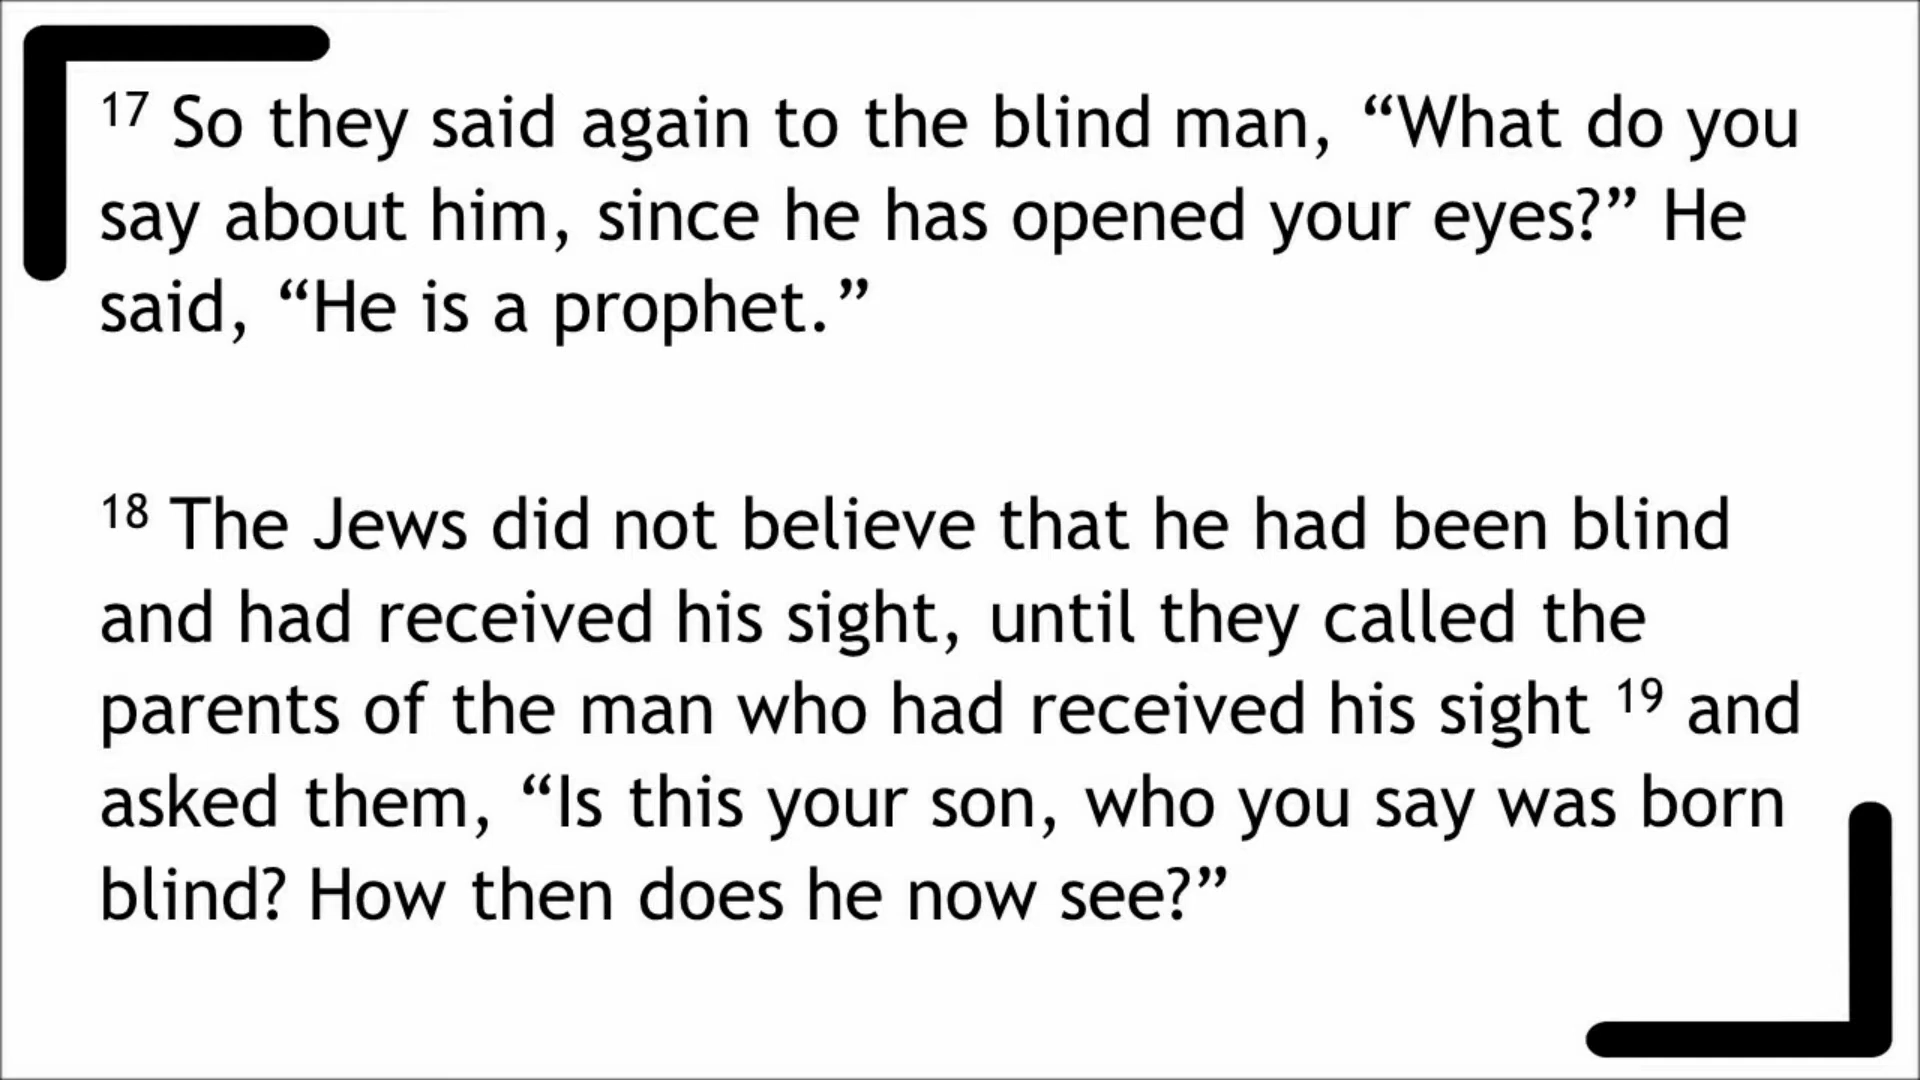 17 So they said again to the blind man, “What do you
say about him, since he has opened your eyes?” He
said, “He is a prophet.”
18 The Jews did not believe that he had been blind
and had received his sight, until they called the
parents of the man who had received his sight 19 and
asked them, “Is this your son, who you say was born
blind? How then does he now see?”